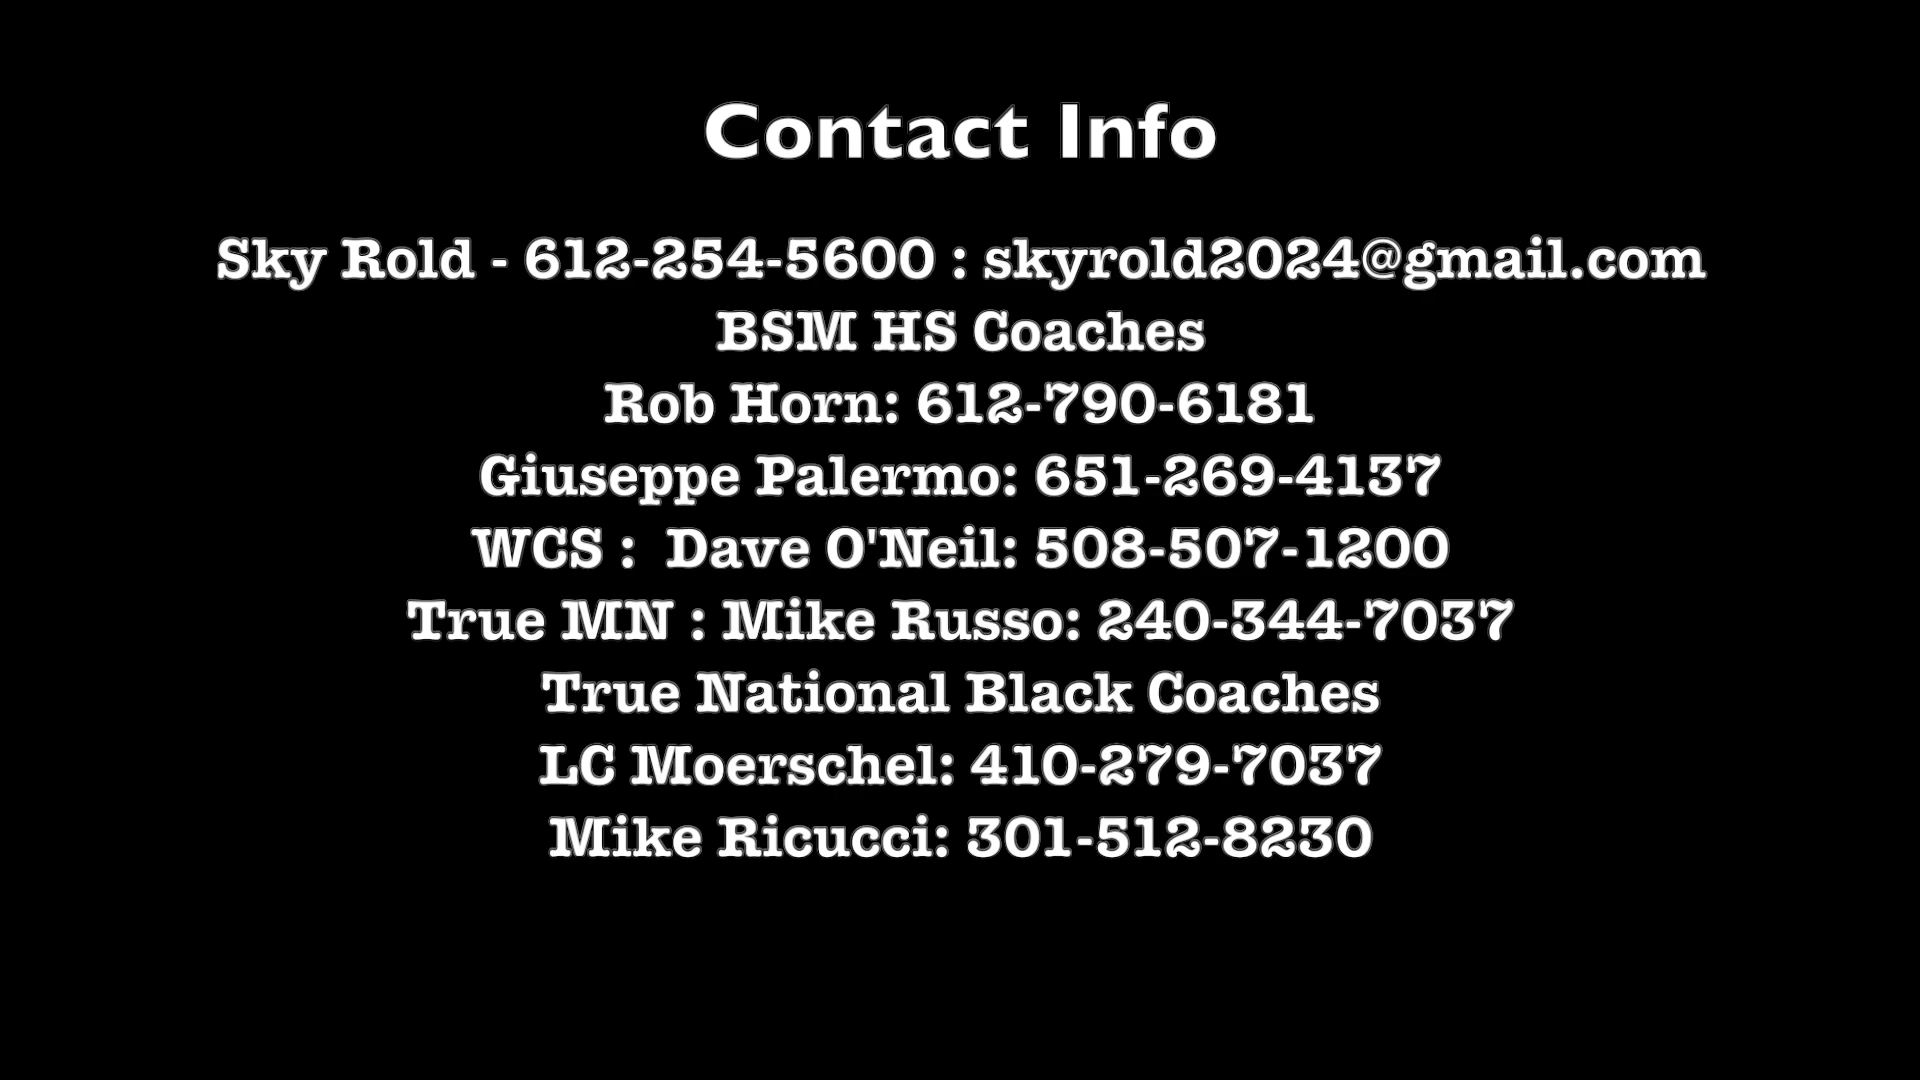 Contact Info
Sky Rold - 612-254-5600 : skyrold2024@gmail.com
BSM HS Coaches
Rob Horn: 612-790-6181
Giuseppe Palermo: 651-269-4137
WCS :  Dave O'Neil: 508-507-1200
True MN : Mike Russo: 240-344-7037
True National Black Coaches
LC Moerschel: 410-279-7037
Mike Ricucci: 301-512-8230